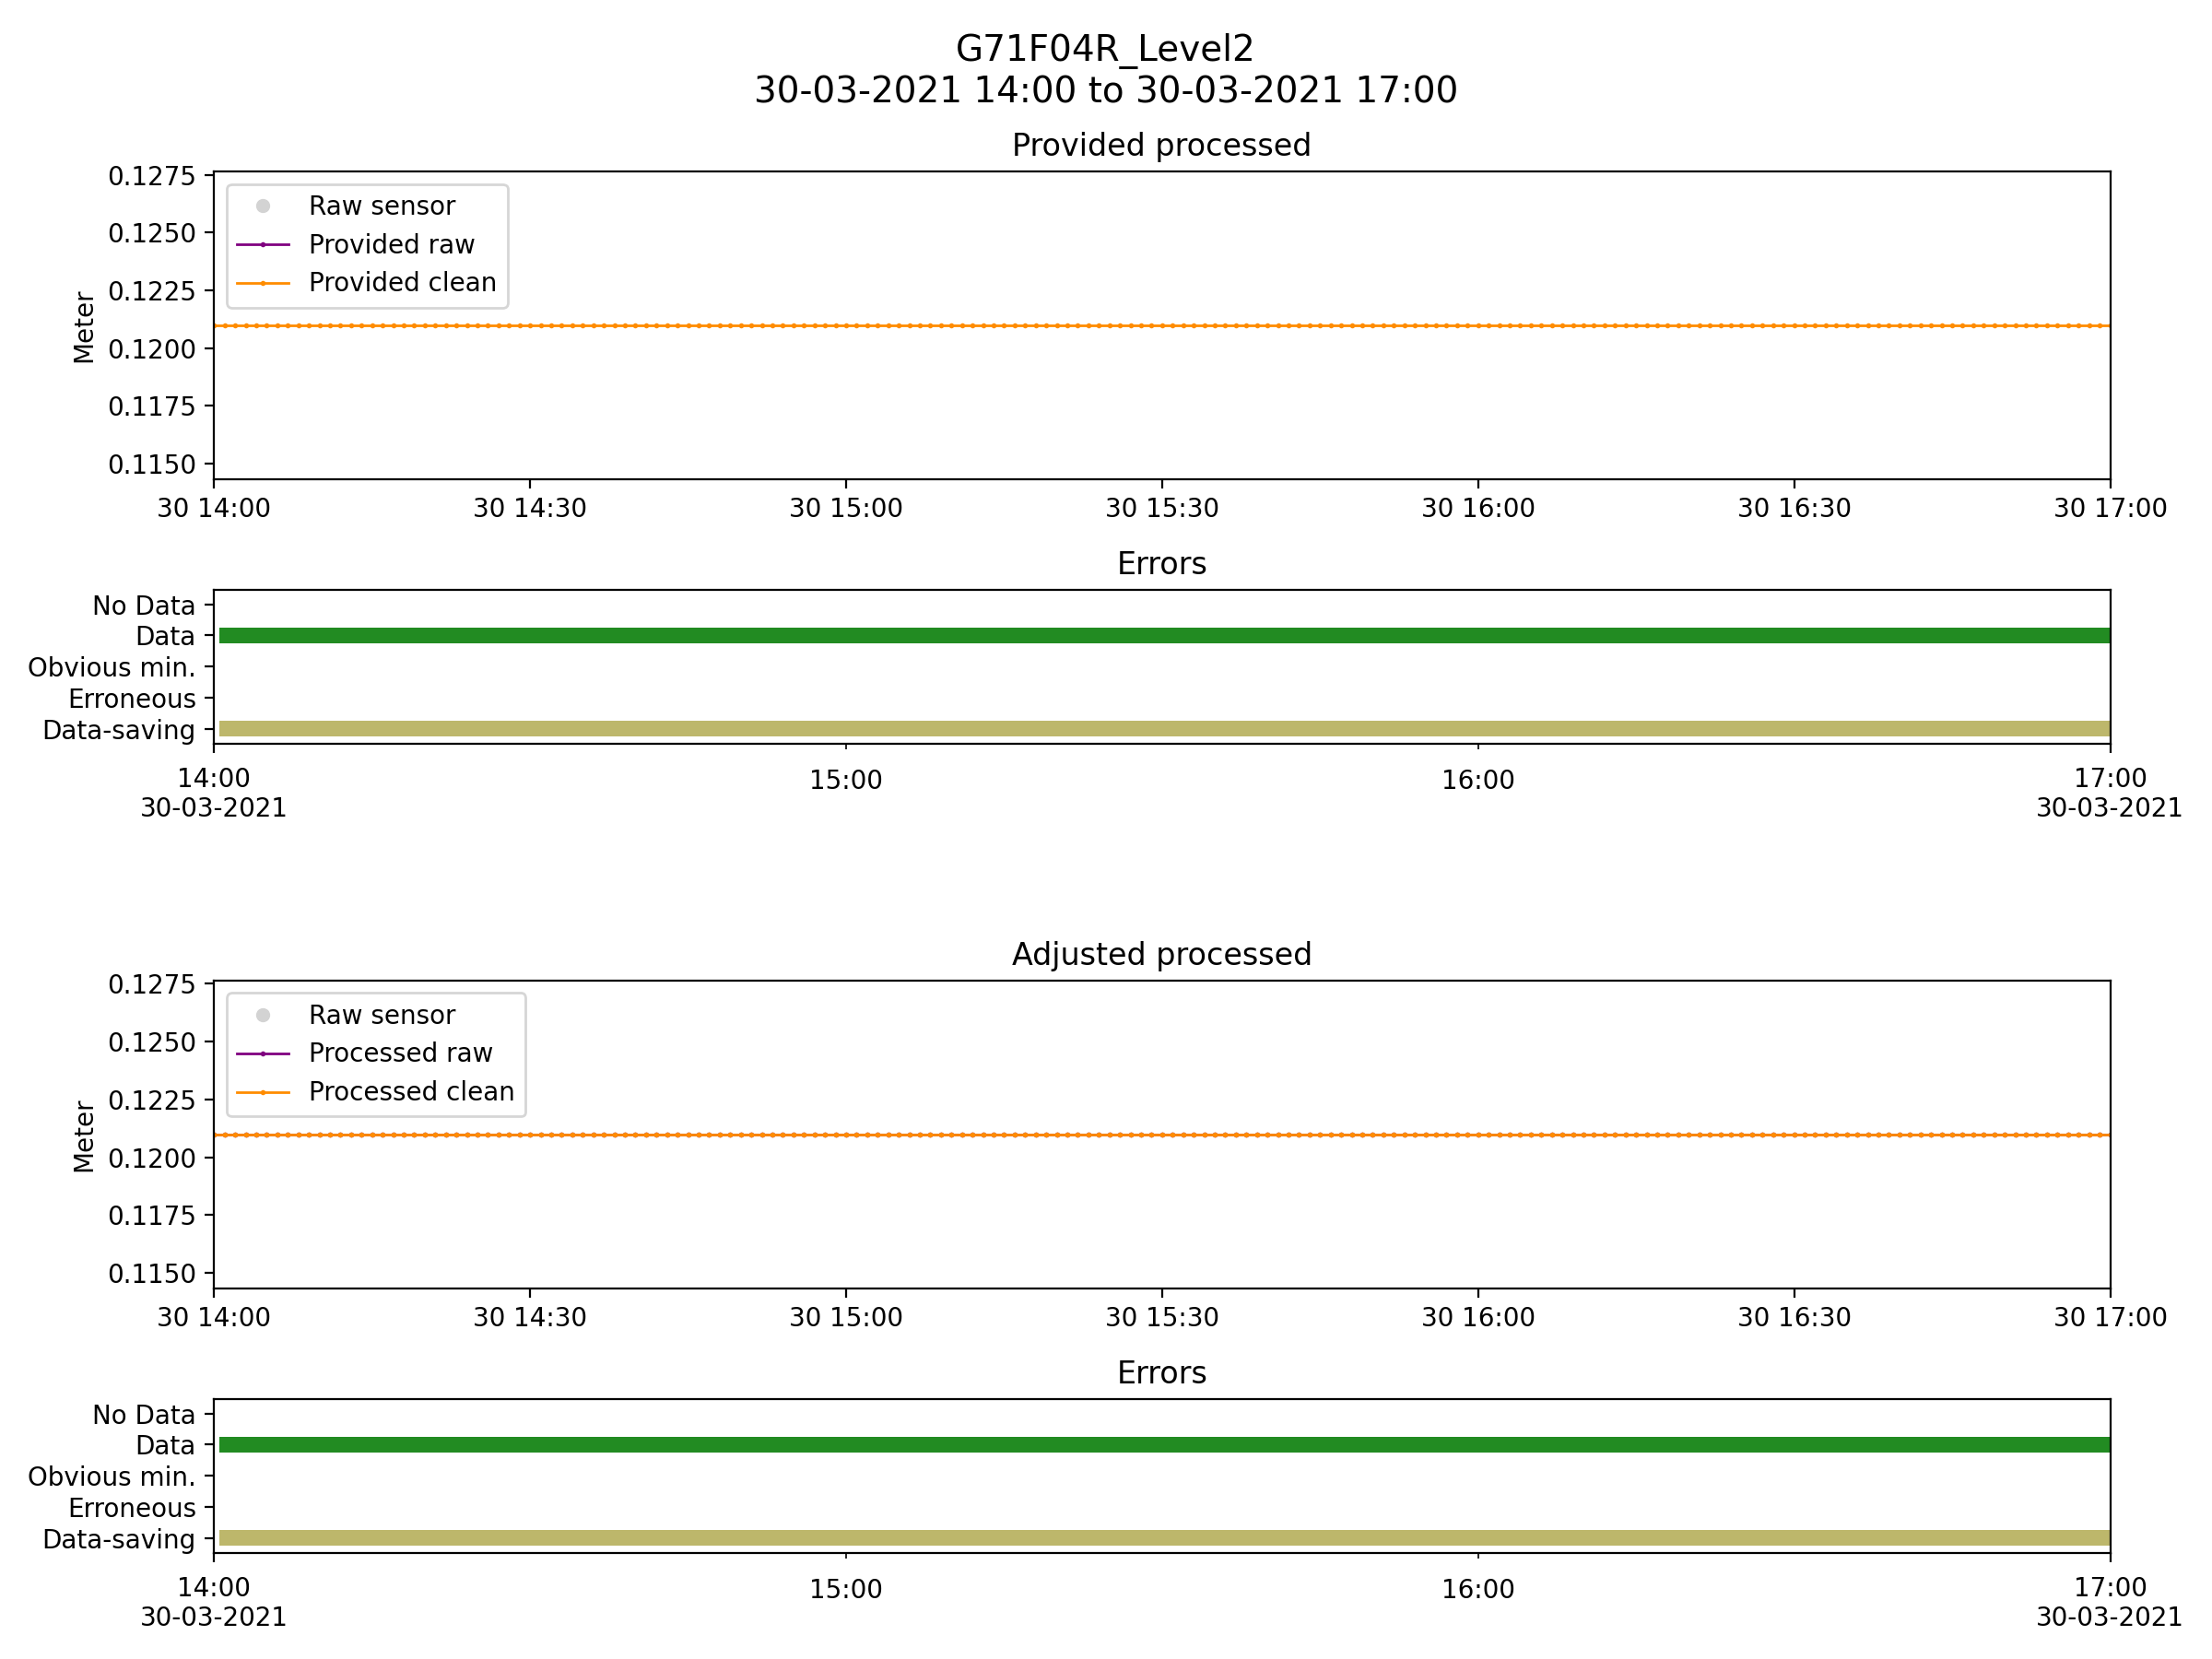 G71F04R_Level2
30-03-2021 14:00 to 30-03-2021 17:00
Provided processed
0.1275
0.1250
0.1225
0.1200
0.1175
0.1150
Meter
Raw sensor
Provided raw
Provided clean
30 14:00 30 14:30 30 15:00 30 15:30 30 16:00 30 16:30 30 17:00
Errors
No Data
Data
Obvious min.
Erroneous
Data-saving
14:00 15:00 16:00 17:00
30-03-2021 30-03-2021
Adjusted processed
0.1275
0.1250
0.1225
0.1200
0.1175
0.1150
Meter
Raw sensor
Processed raw
Processed clean
30 14:00 30 14:30 30 15:00 30 15:30 30 16:00 30 16:30 30 17:00
Errors
No Data
Data
Obvious min.
Erroneous
Data-saving
14:00 15:00 16:00 17:00
30-03-2021 30-03-2021